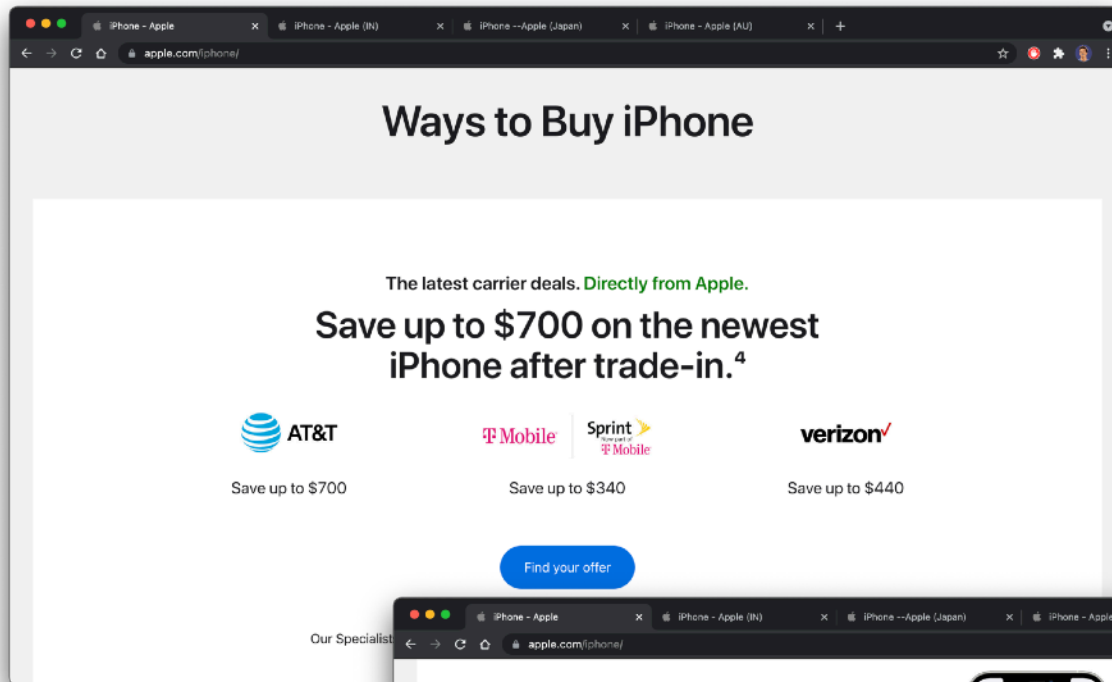 iPhone - Apple
iPhone - Apple (IN)
iPhone --Apple (Japan)
iPhone - Apple (AU)
apple.com/iphone/
Ways to Buy iPhone
The latest carrier deals. Directly from Apple.
Save up to $700 on the newest
iPhone after trade-in.⁴
AT&T
T Mobile
Sprint
Now part of
T Mobile
verizon✓
Save up to $700
Save up to $340
Save up to $440
Find your offer
Our Specialist
iPhone - Apple
iPhone - Apple (IN)
iPhone --Apple (Japan)
iPhone - Apple
apple.com/iphone/